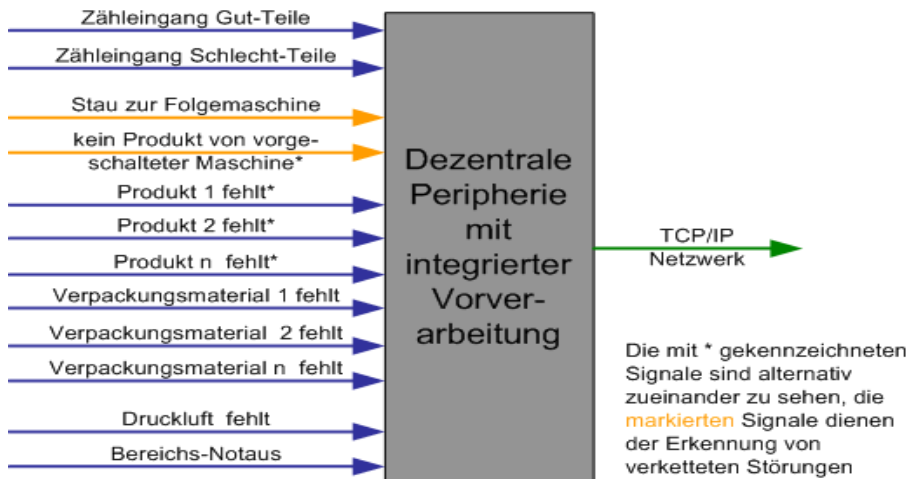 Zähleingang Gut-Teile
Zähleingang Schlecht-Teile
Stau zur Folgemaschine
kein Produkt von vorge-
schalteter Maschine*
Produkt 1 fehlt*
Produkt 2 fehlt*
Produkt n fehlt*
Verpackungsmaterial 1 fehlt
Verpackungsmaterial 2 fehlt
Verpackungsmaterial n fehlt
Druckluft fehlt
Bereichs-Notaus
Dezentrale
Peripherie
mit
integrierter
Vorver-
arbeitung
TCP/IP
Netzwerk
Die mit * gekennzeichneten
Signale sind alternativ
zueinander zu sehen, die
markierten Signale dienen
der Erkennung von
verketteten Störungen